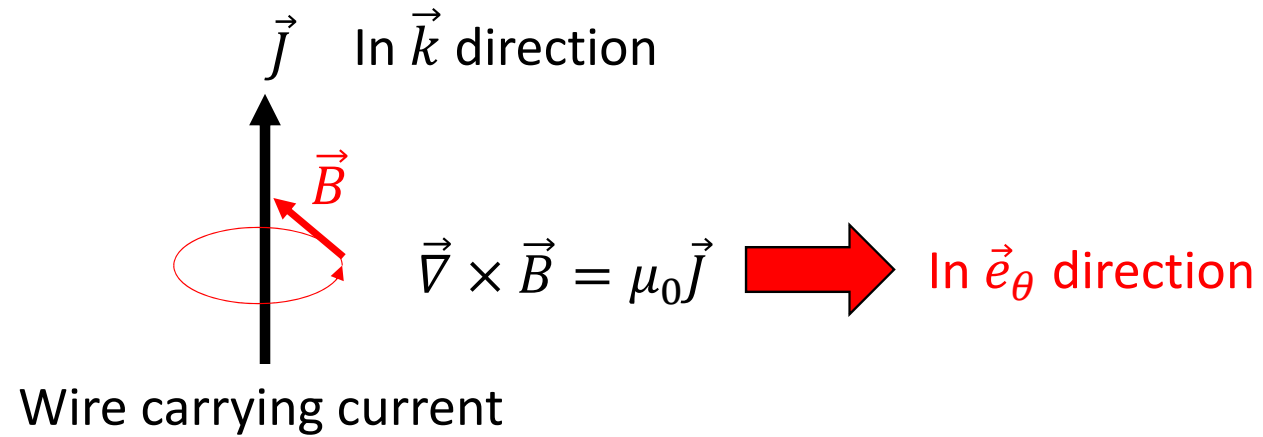 J⃗ In k⃗ direction
B⃗
∇⃗ × B⃗ = μ₀J⃗ In e⃗_θ direction
Wire carrying current